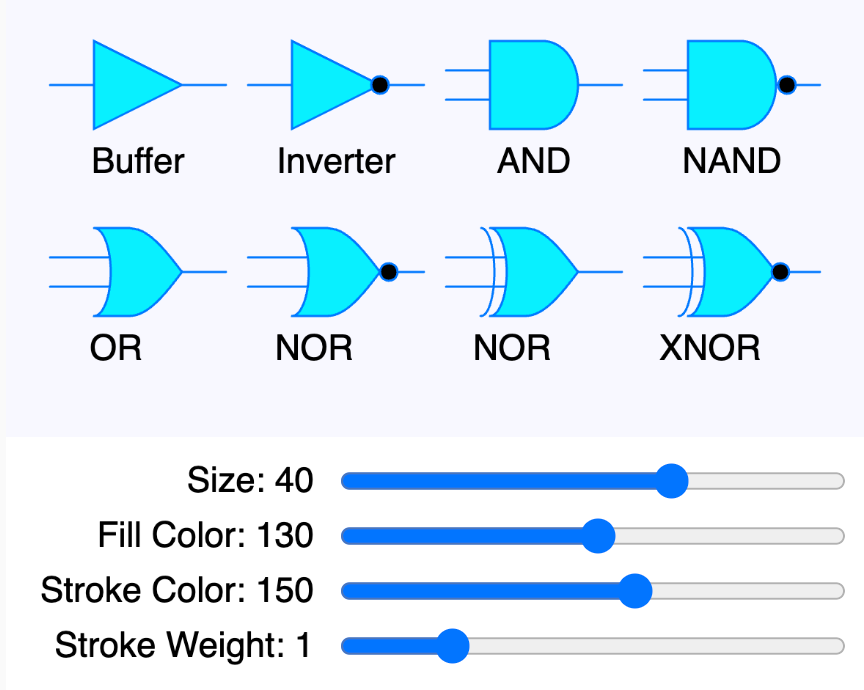 Buffer Inverter AND NAND
OR NOR NOR XNOR
Size: 40
Fill Color: 130
Stroke Color: 150
Stroke Weight: 1